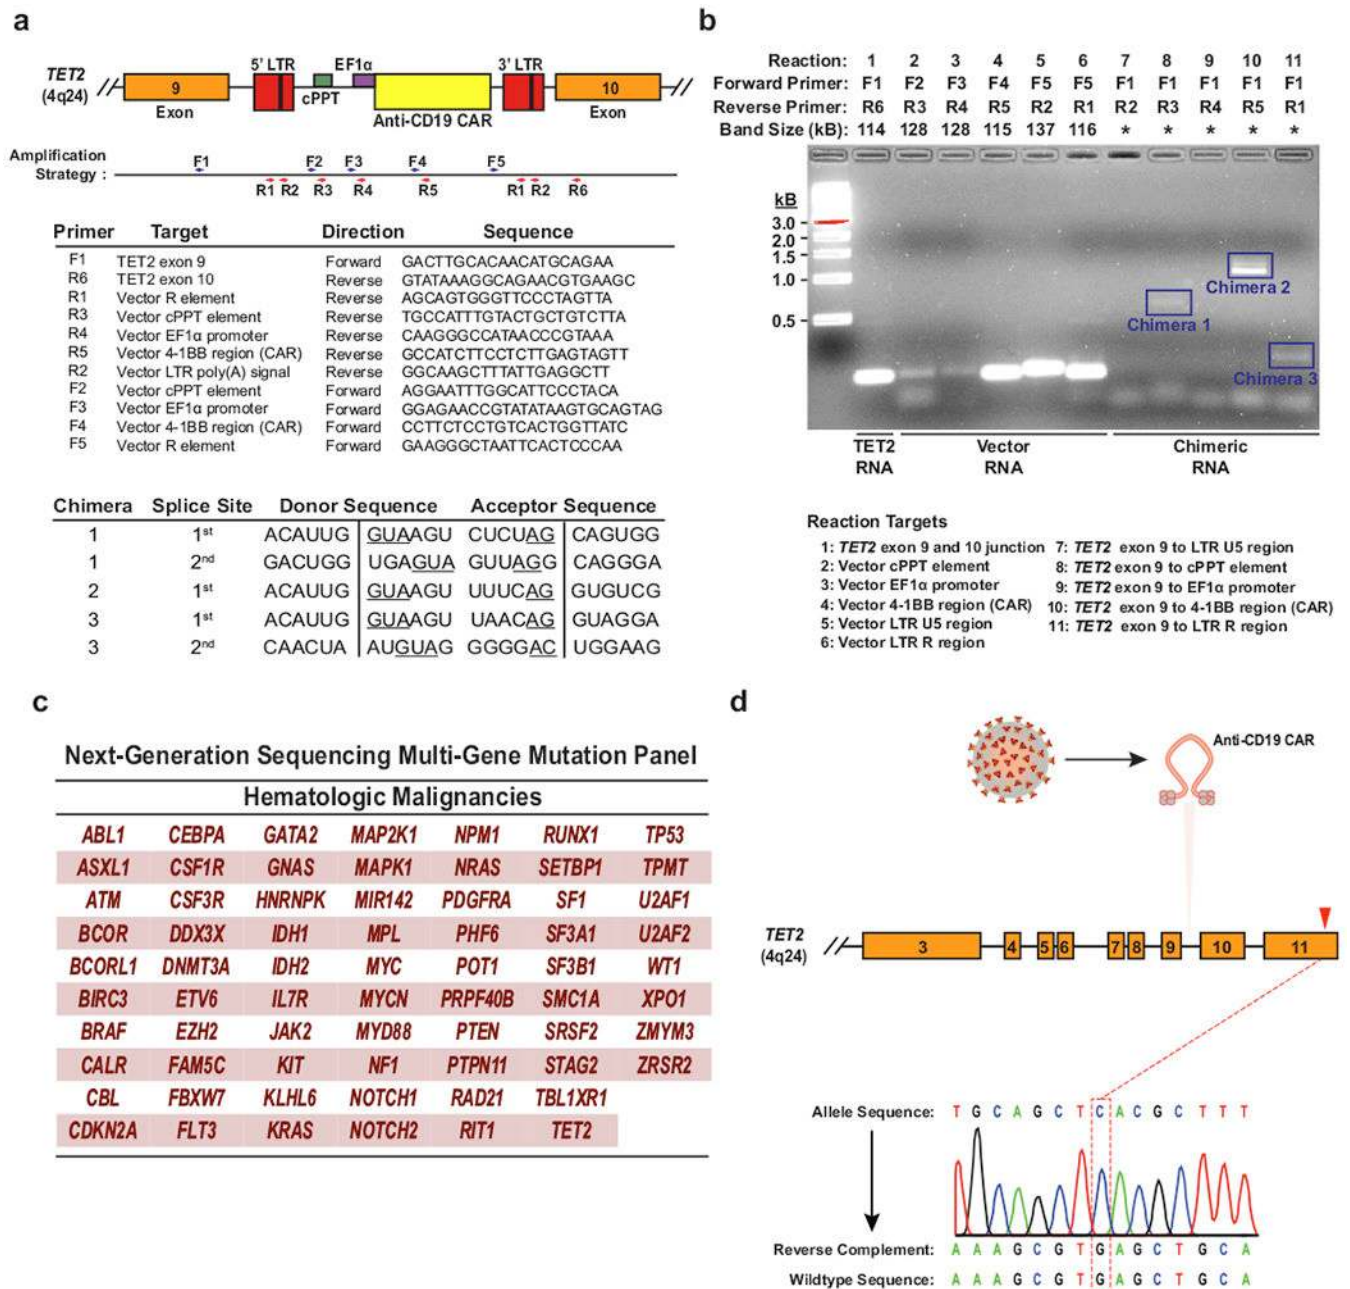 a
TET2
(4q24)
9
Exon
5' LTR
cPPT
EF1α
Anti-CD19 CAR
3' LTR
10
Exon
Amplification
Strategy :
F1 F2 F3 F4 F5
R1 R2 R3 R4 R5 R1 R2 R6
Primer Target Direction Sequence
F1 TET2 exon 9 Forward GACTTGCACAACATGCAGAA
R6 TET2 exon 10 Reverse GTATAAAGGCAGAACGTGAAGC
R1 Vector R element Reverse AGCAGTGGGTTCCCTAGTTA
R3 Vector cPPT element Reverse TGCCATTTGTACTGCTGTCTTA
R4 Vector EF1α promoter Reverse CAAGGGCCATAACCCGTAAA
R5 Vector 4-1BB region (CAR) Reverse GCCATCTTCCTCTTGAGTAGTT
R2 Vector LTR poly(A) signal Reverse GGCAAGCTTTATTGAGGCTT
F2 Vector cPPT element Forward AGGAATTTGGCATTCCCTACA
F3 Vector EF1α promoter Forward GGAGAACCGTATATAAGTGCAGTAG
F4 Vector 4-1BB region (CAR) Forward CCTTCTCCTGTCACTGGTTATC
F5 Vector R element Forward GAAGGGCTAATTCACTCCCAA
Chimera Splice Site Donor Sequence Acceptor Sequence
1 1st ACAUUG GUAAGU CUCUAG CAGUGG
1 2nd GACUGG UGAGUA GUUAGG CAGGGA
2 1st ACAUUG GUAAGU UUUCAG GUGUCG
3 1st ACAUUG GUAAGU UAACAG GUAGGA
3 2nd CAACUA AUGUAG GGGGAC UGGAAG
b
Reaction: 1 2 3 4 5 6 7 8 9 10 11
Forward Primer: F1 F2 F3 F4 F5 F5 F1 F1 F1 F1 F1
Reverse Primer: R6 R3 R4 R5 R2 R1 R2 R3 R4 R5 R1
Band Size (kB): 114 128 128 115 137 116 * * * * *
kB
3.0
2.0
1.5
1.0
0.5
Chimera 2
Chimera 1
Chimera 3
TET2
RNA
Vector
RNA
Chimeric
RNA
Reaction Targets
1: TET2 exon 9 and 10 junction
2: Vector cPPT element
3: Vector EF1α promoter
4: Vector 4-1BB region (CAR)
5: Vector LTR U5 region
6: Vector LTR R region
7: TET2 exon 9 to LTR U5 region
8: TET2 exon 9 to cPPT element
9: TET2 exon 9 to EF1α promoter
10: TET2 exon 9 to 4-1BB region (CAR)
11: TET2 exon 9 to LTR R region
c
Next-Generation Sequencing Multi-Gene Mutation Panel
Hematologic Malignancies
ABL1 CEBPA GATA2 MAP2K1 NPM1 RUNX1 TP53
ASXL1 CSF1R GNAS MAPK1 NRAS SETBP1 TPMT
ATM CSF3R HNRNPK MIR142 PDGFRA SF1 U2AF1
BCOR DDX3X IDH1 MPL PHF6 SF3A1 U2AF2
BCORL1 DNMT3A IDH2 MYC POT1 SF3B1 WT1
BIRC3 ETV6 IL7R MYCN PRPF40B SMC1A XPO1
BRAF EZH2 JAK2 MYD88 PTEN SRSF2 ZMYM3
CALR FAM5C KIT NF1 PTPN11 STAG2 ZRSR2
CBL FBXW7 KLHL6 NOTCH1 RAD21 TBL1XR1
CDKN2A FLT3 KRAS NOTCH2 RIT1 TET2
d
Anti-CD19 CAR
TET2
(4q24)
3 4 5 6 7 8 9 10 11
Allele Sequence: T G C A G C T C A C G C T T T
Reverse Complement: A A A G C G T G A G C T G C A
Wildtype Sequence: A A A G C G T G A G C T G C A